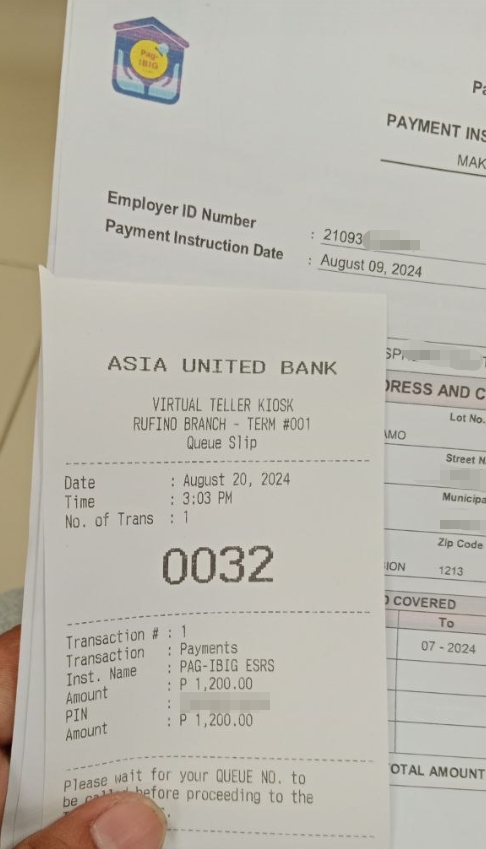 Pag-
IBIG
PAYMENT INS
MAK
Employer ID Number : 21093
Payment Instruction Date : August 09, 2024
ASIA UNITED BANK
VIRTUAL TELLER KIOSK
RUFINO BRANCH - TERM #001
Queue Slip
Date : August 20, 2024
Time : 3:03 PM
No. of Trans : 1
0032
Transaction # : 1
Transaction : Payments
Inst. Name : PAG-IBIG ESRS
Amount : P 1,200.00
PIN :
Amount : P 1,200.00
Please wait for your QUEUE NO. to
be before proceeding to the
DRESS AND C
Lot No.
AMO
Street N
Municipa
Zip Code
ION 1213
COVERED
To
07 - 2024
OTAL AMOUNT